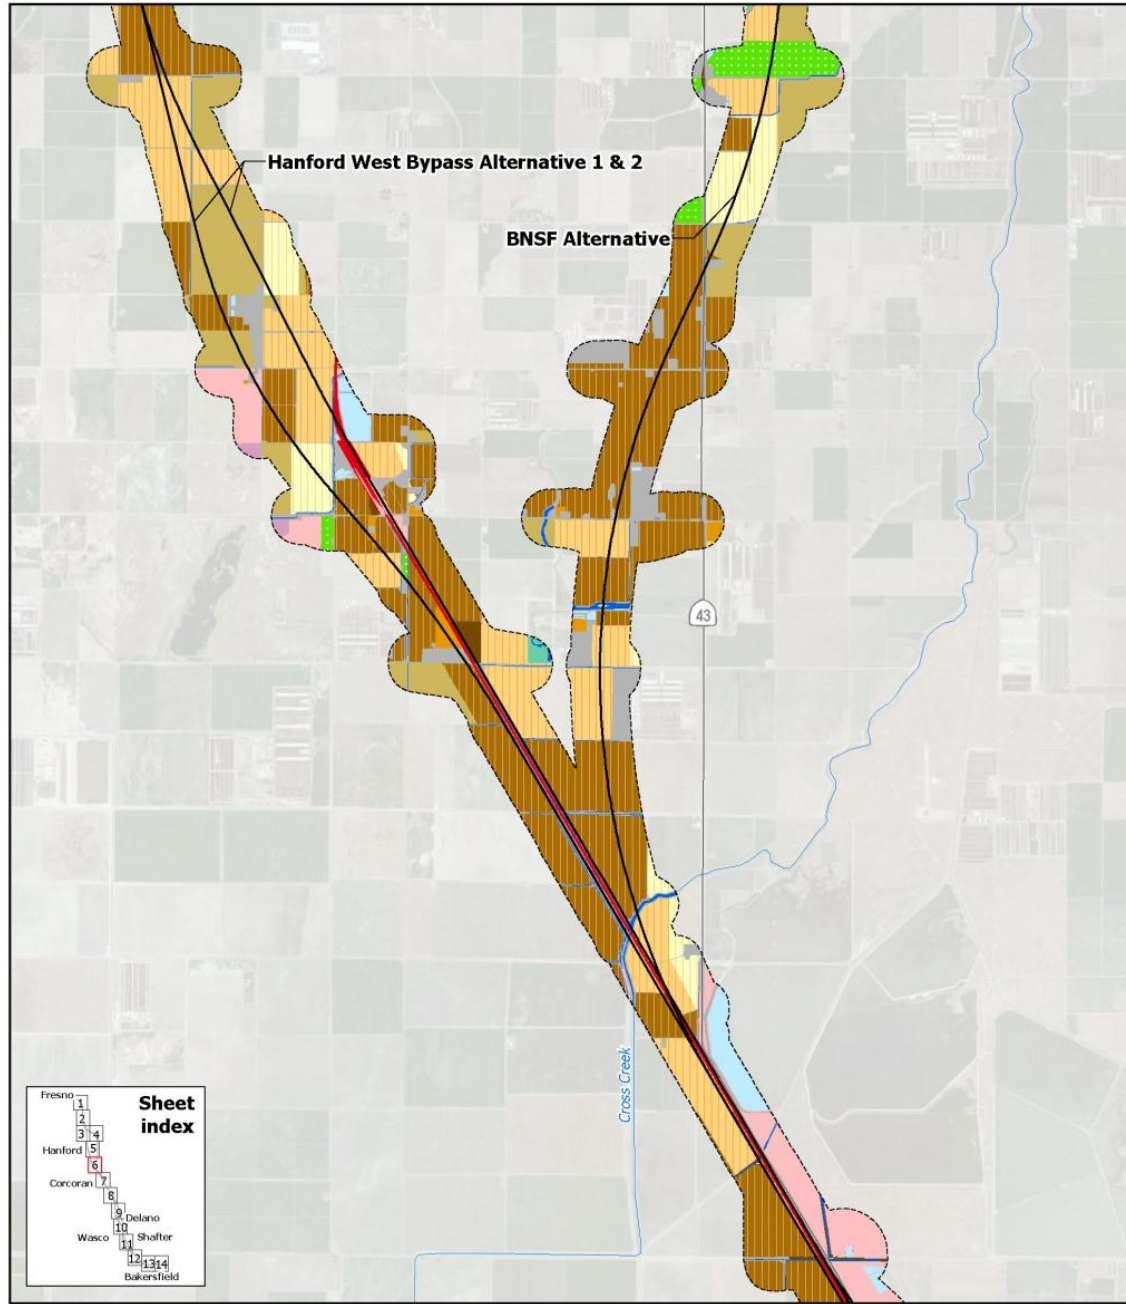 Hanford West Bypass Alternative 1 & 2
BNSF Alternative
43
Cross Creek
Sheet
index
Fresno
1
2
3 4
Hanford 5
6
Corcoran 7
8
9
Delano
10
Wasco Shafter
11
12 13 14
Bakersfield